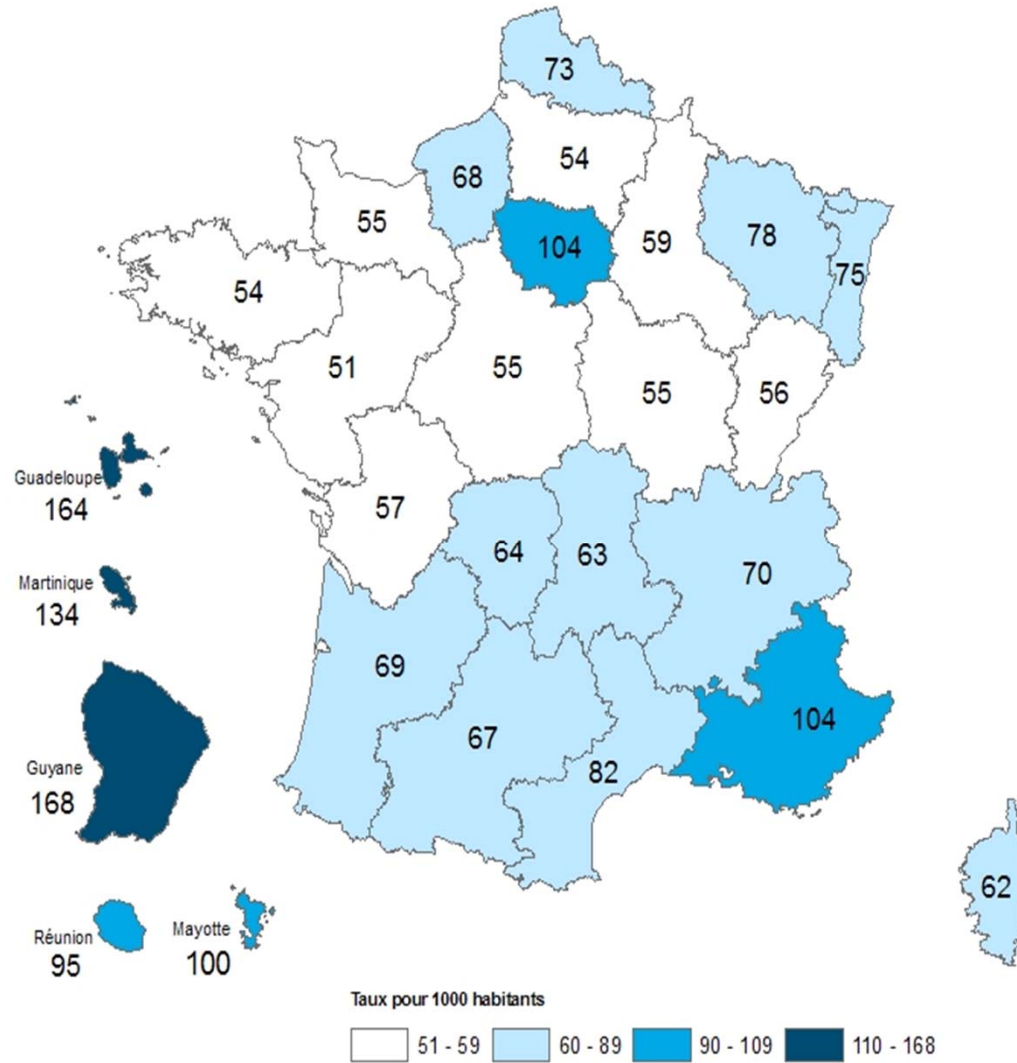 73
54
68
55
104
59
78
75
54
51
55
55
56
Guadeloupe
164
57
64
63
70
Martinique
134
69
67
104
82
Guyane
168
62
Réunion
95
Mayotte
100
Taux pour 1000 habitants
51 - 59
60 - 89
90 - 109
110 - 168